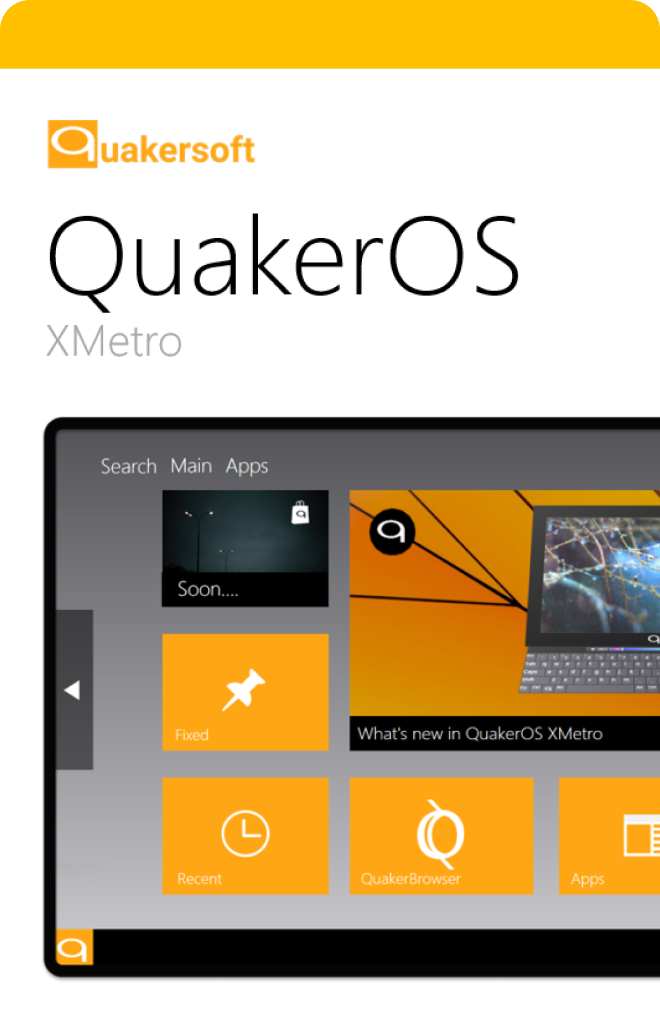 Quakersoft
QuakerOS
XMetro
Search Main Apps
Soon....
Fixed
What's new in QuakerOS XMetro
Recent
QuakerBrowser
Apps